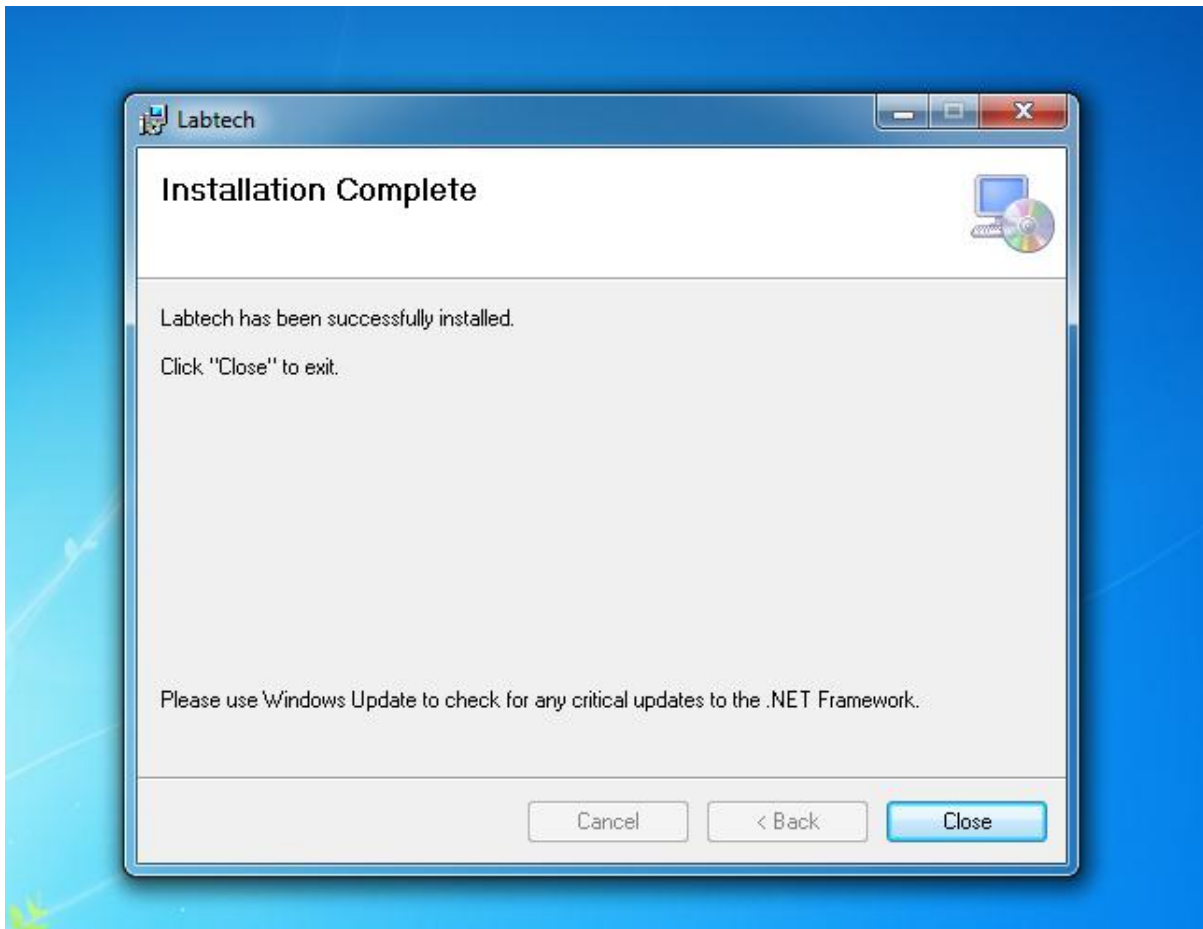 Labtech
Installation Complete
Labtech has been successfully installed.
Click "Close" to exit.
Please use Windows Update to check for any critical updates to the .NET Framework.
Cancel
< Back
Close